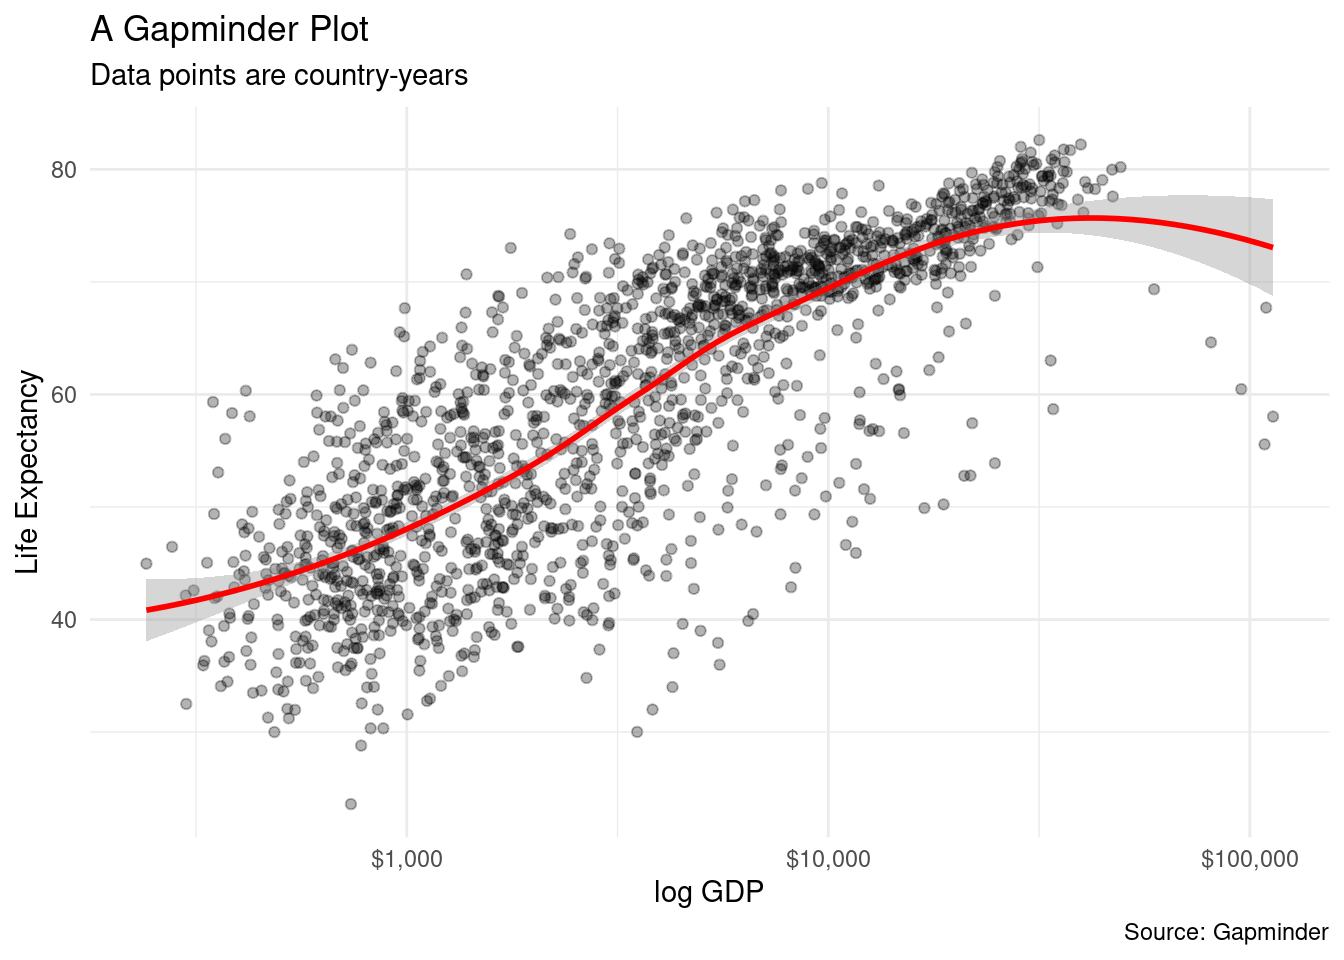 A Gapminder Plot
Data points are country-years
80
60
40
Life Expectancy
$1,000
$10,000
$100,000
log GDP
Source: Gapminder